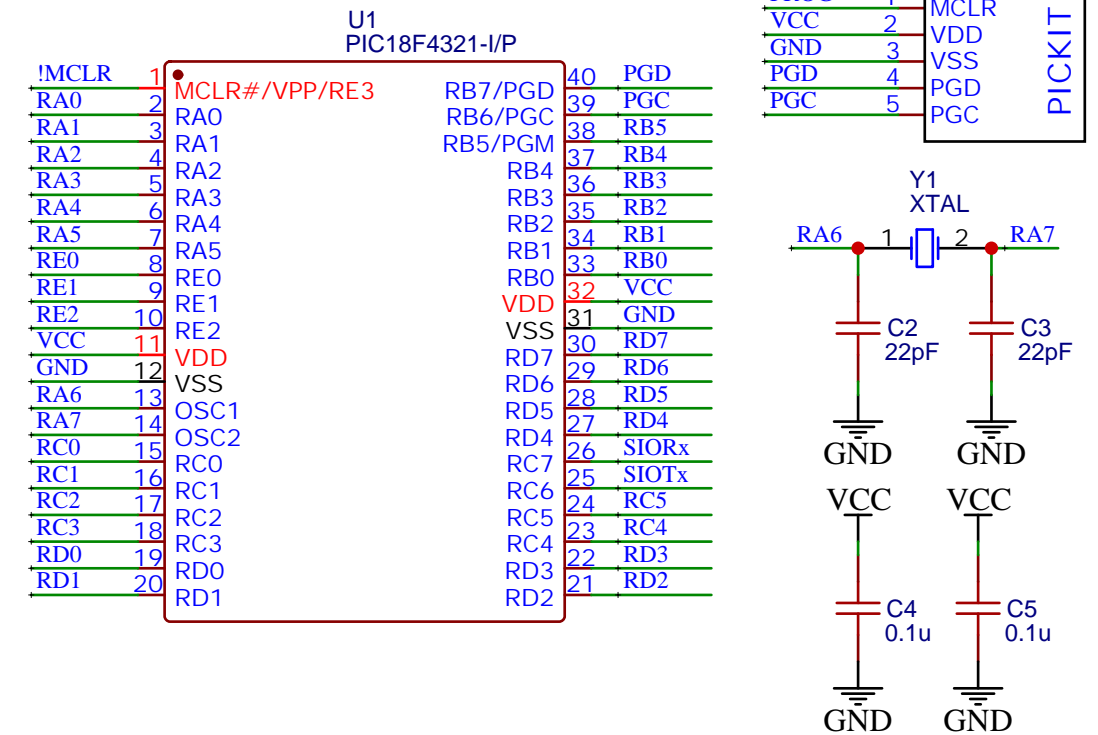 U1
PIC18F4321-I/P
!MCLR 1 MCLR#/VPP/RE3
RA0 2 RA0
RA1 3 RA1
RA2 4 RA2
RA3 5 RA3
RA4 6 RA4
RA5 7 RA5
RE0 8 RE0
RE1 9 RE1
RE2 10 RE2
VCC 11 VDD
GND 12 VSS
RA6 13 OSC1
RA7 14 OSC2
RC0 15 RC0
RC1 16 RC1
RC2 17 RC2
RC3 18 RC3
RD0 19 RD0
RD1 20 RD1
RB7/PGD 40 PGD
RB6/PGC 39 PGC
RB5/PGM 38 RB5
RB4 37 RB4
RB3 36 RB3
RB2 35 RB2
RB1 34 RB1
RB0 33 RB0
VDD 32 VCC
VSS 31 GND
RD7 30 RD7
RD6 29 RD6
RD5 28 RD5
RD4 27 RD4
RC7 26 SIORx
RC6 25 SIOTx
RC5 24 RC5
RC4 23 RC4
RD3 22 RD3
RD2 21 RD2
1 MCLR
VCC 2 VDD
GND 3 VSS
PGD 4 PGD
PGC 5 PGC
PICKIT
Y1
XTAL
RA6 1 2 RA7
C2
22pF
C3
22pF
GND
GND
VCC
VCC
C4
0.1u
C5
0.1u
GND
GND